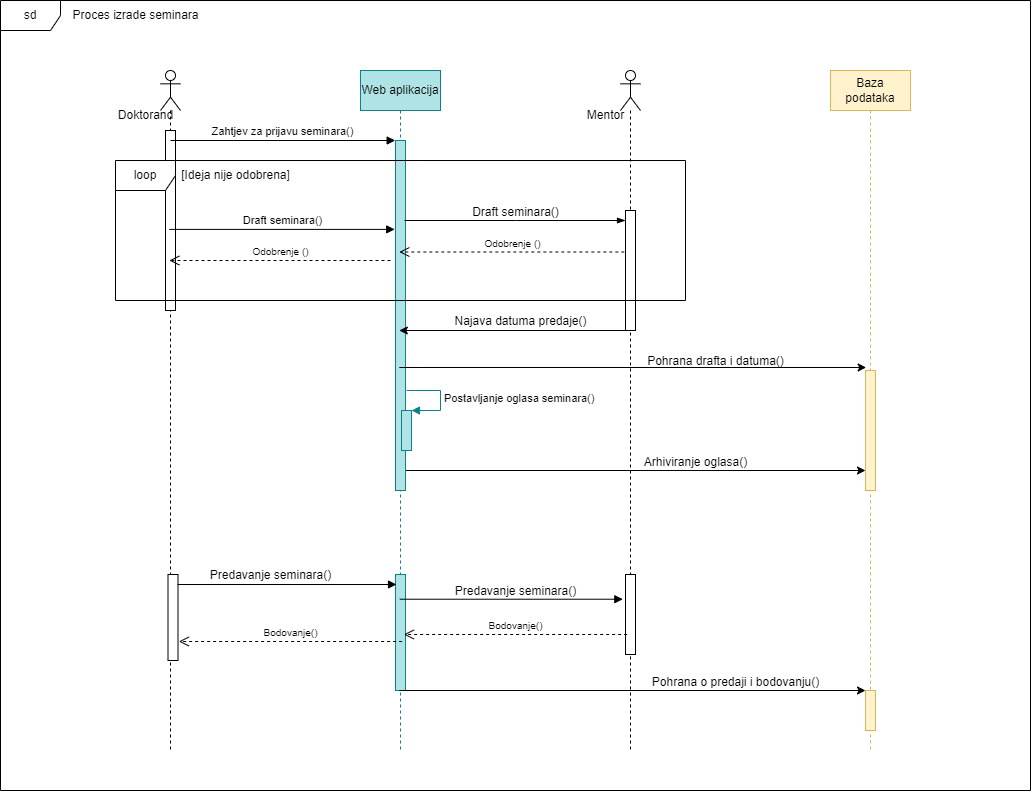 sd
Proces izrade seminara
Doktorand
Web aplikacija
Mentor
Baza
podataka
Zahtjev za prijavu seminara()
loop
[Ideja nije odobrena]
Draft seminara()
Draft seminara()
Odobrenje ()
Odobrenje ()
Najava datuma predaje()
Pohrana drafta i datuma()
Postavljanje oglasa seminara()
Arhiviranje oglasa()
Predavanje seminara()
Predavanje seminara()
Bodovanje()
Bodovanje()
Pohrana o predaji i bodovanju()